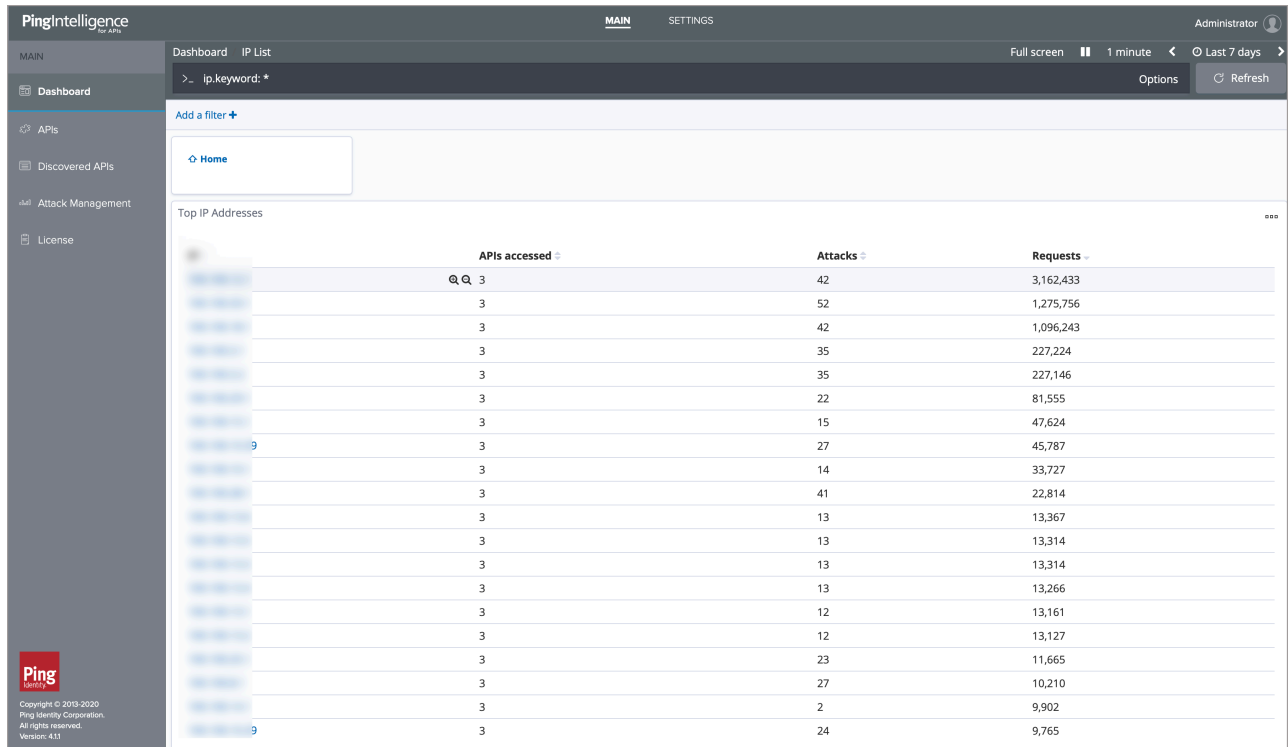 PingIntelligence
for APIs
MAIN SETTINGS
Administrator
MAIN
Dashboard
APIs
Discovered APIs
Attack Management
License
Dashboard IP List
Full screen 1 minute Last 7 days
>_ ip.keyword: *
Options
Refresh
Add a filter +
Home
Top IP Addresses
APIs accessed Attacks Requests
3 42 3,162,433
3 52 1,275,756
3 42 1,096,243
3 35 227,224
3 35 227,146
3 22 81,555
3 15 47,624
9 3 27 45,787
3 14 33,727
3 41 22,814
3 13 13,367
3 13 13,314
3 13 13,314
3 13 13,266
3 12 13,161
3 12 13,127
3 23 11,665
3 27 10,210
3 2 9,902
9 3 24 9,765
Ping
Identity
Copyright © 2013-2020
Ping Identity Corporation.
All rights reserved.
Version: 4.1.1